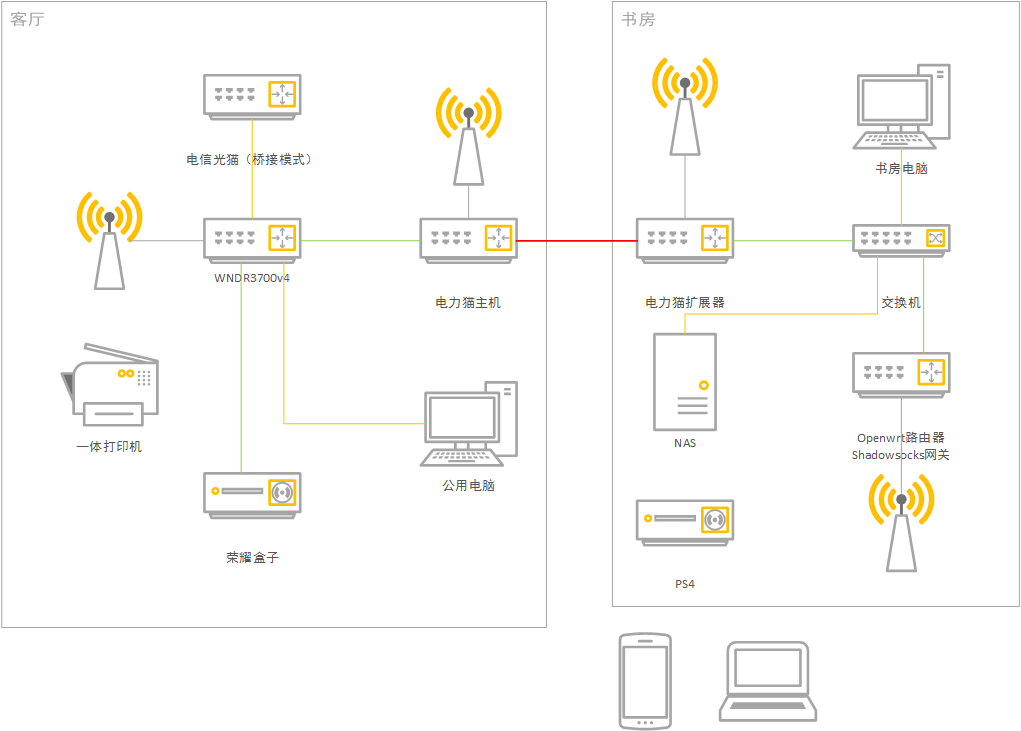 客厅
书房
电信光猫（桥接模式）
书房电脑
WNDR3700v4
电力猫主机
电力猫扩展器
交换机
一体打印机
公用电脑
NAS
Openwrt路由器
Shadowsocks网关
荣耀盒子
PS4